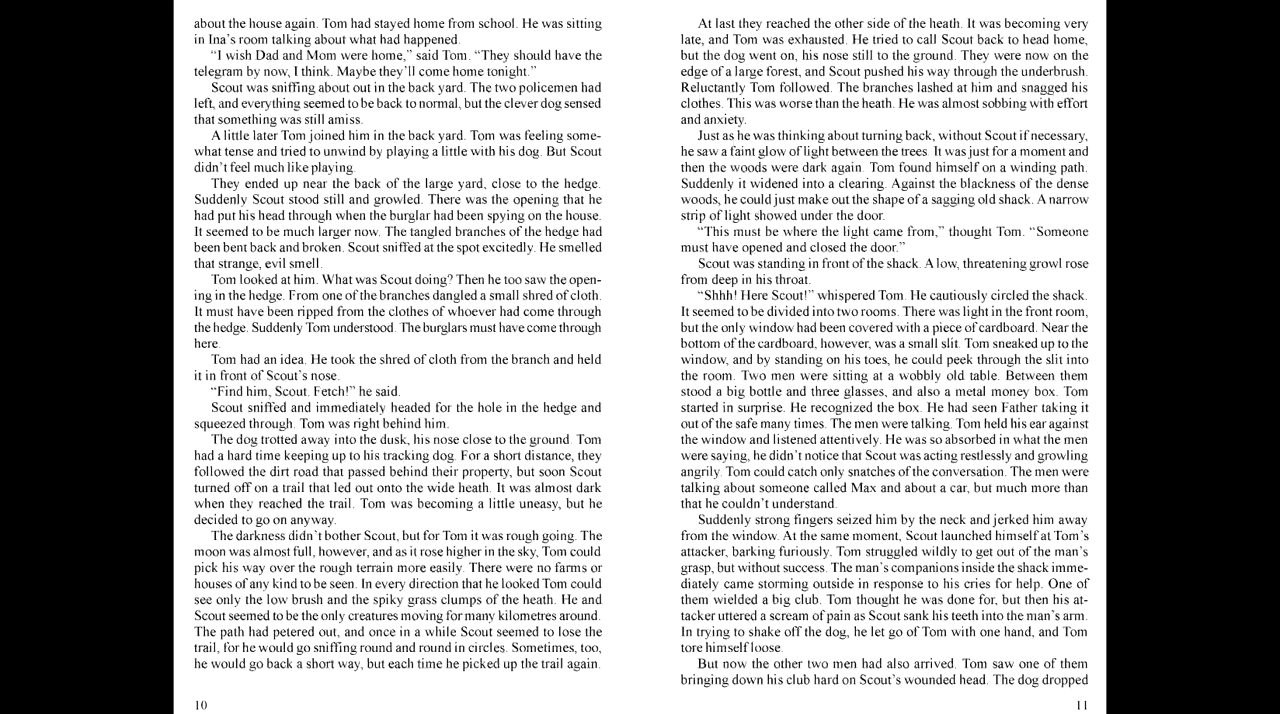 about the house again. Tom had stayed home from school. He was sitting
in Ina's room talking about what had happened.
“I wish Dad and Mom were home,” said Tom. “They should have the
telegram by now, I think. Maybe they'll come home tonight.”
Scout was sniffing about out in the back yard. The two policemen had
left, and everything seemed to be back to normal, but the clever dog sensed
that something was still amiss.
A little later Tom joined him in the back yard. Tom was feeling some-
what tense and tried to unwind by playing a little with his dog. But Scout
didn't feel much like playing.
They ended up near the back of the large yard, close to the hedge.
Suddenly Scout stood still and growled. There was the opening that he
had put his head through when the burglar had been spying on the house.
It seemed to be much larger now. The tangled branches of the hedge had
been bent back and broken. Scout sniffed at the spot excitedly. He smelled
that strange, evil smell.
Tom looked at him. What was Scout doing? Then he too saw the open-
ing in the hedge. From one of the branches dangled a small shred of cloth.
It must have been ripped from the clothes of whoever had come through
the hedge. Suddenly Tom understood. The burglars must have come through
here.
Tom had an idea. He took the shred of cloth from the branch and held
it in front of Scout's nose.
“Find him, Scout. Fetch!” he said.
Scout sniffed and immediately headed for the hole in the hedge and
squeezed through. Tom was right behind him.
The dog trotted away into the dusk, his nose close to the ground. Tom
had a hard time keeping up to his tracking dog. For a short distance, they
followed the dirt road that passed behind their property, but soon Scout
turned off on a trail that led out onto the wide heath. It was almost dark
when they reached the trail. Tom was becoming a little uneasy, but he
decided to go on anyway.
The darkness didn't bother Scout, but for Tom it was rough going. The
moon was almost full, however, and as it rose higher in the sky, Tom could
pick his way over the rough terrain more easily. There were no farms or
houses of any kind to be seen. In every direction that he looked Tom could
see only the low brush and the spiky grass clumps of the heath. He and
Scout seemed to be the only creatures moving for many kilometres around.
The path had petered out, and once in a while Scout seemed to lose the
trail, for he would go sniffing round and round in circles. Sometimes, too,
he would go back a short way, but each time he picked up the trail again.
10
At last they reached the other side of the heath. It was becoming very
late, and Tom was exhausted. He tried to call Scout back to head home,
but the dog went on, his nose still to the ground. They were now on the
edge of a large forest, and Scout pushed his way through the underbrush.
Reluctantly Tom followed. The branches lashed at him and snagged his
clothes. This was worse than the heath. He was almost sobbing with effort
and anxiety.
Just as he was thinking about turning back, without Scout if necessary,
he saw a faint glow of light between the trees. It was just for a moment and
then the woods were dark again. Tom found himself on a winding path.
Suddenly it widened into a clearing. Against the blackness of the dense
woods, he could just make out the shape of a sagging old shack. A narrow
strip of light showed under the door.
“This must be where the light came from,” thought Tom. “Someone
must have opened and closed the door.”
Scout was standing in front of the shack. A low, threatening growl rose
from deep in his throat.
“Shhh! Here Scout!” whispered Tom. He cautiously circled the shack.
It seemed to be divided into two rooms. There was light in the front room,
but the only window had been covered with a piece of cardboard. Near the
bottom of the cardboard, however, was a small slit. Tom sneaked up to the
window, and by standing on his toes, he could peek through the slit into
the room. Two men were sitting at a wobbly old table. Between them
stood a big bottle and three glasses, and also a metal money box. Tom
started in surprise. He recognized the box. He had seen Father taking it
out of the safe many times. The men were talking. Tom held his ear against
the window and listened attentively. He was so absorbed in what the men
were saying, he didn't notice that Scout was acting restlessly and growling
angrily. Tom could catch only snatches of the conversation. The men were
talking about someone called Max and about a car, but much more than
that he couldn't understand.
Suddenly strong fingers seized him by the neck and jerked him away
from the window. At the same moment, Scout launched himself at Tom's
attacker, barking furiously. Tom struggled wildly to get out of the man's
grasp, but without success. The man's companions inside the shack imme-
diately came storming outside in response to his cries for help. One of
them wielded a big club. Tom thought he was done for, but then his at-
tacker uttered a scream of pain as Scout sank his teeth into the man's arm.
In trying to shake off the dog, he let go of Tom with one hand, and Tom
tore himself loose.
But now the other two men had also arrived. Tom saw one of them
bringing down his club hard on Scout's wounded head. The dog dropped
11